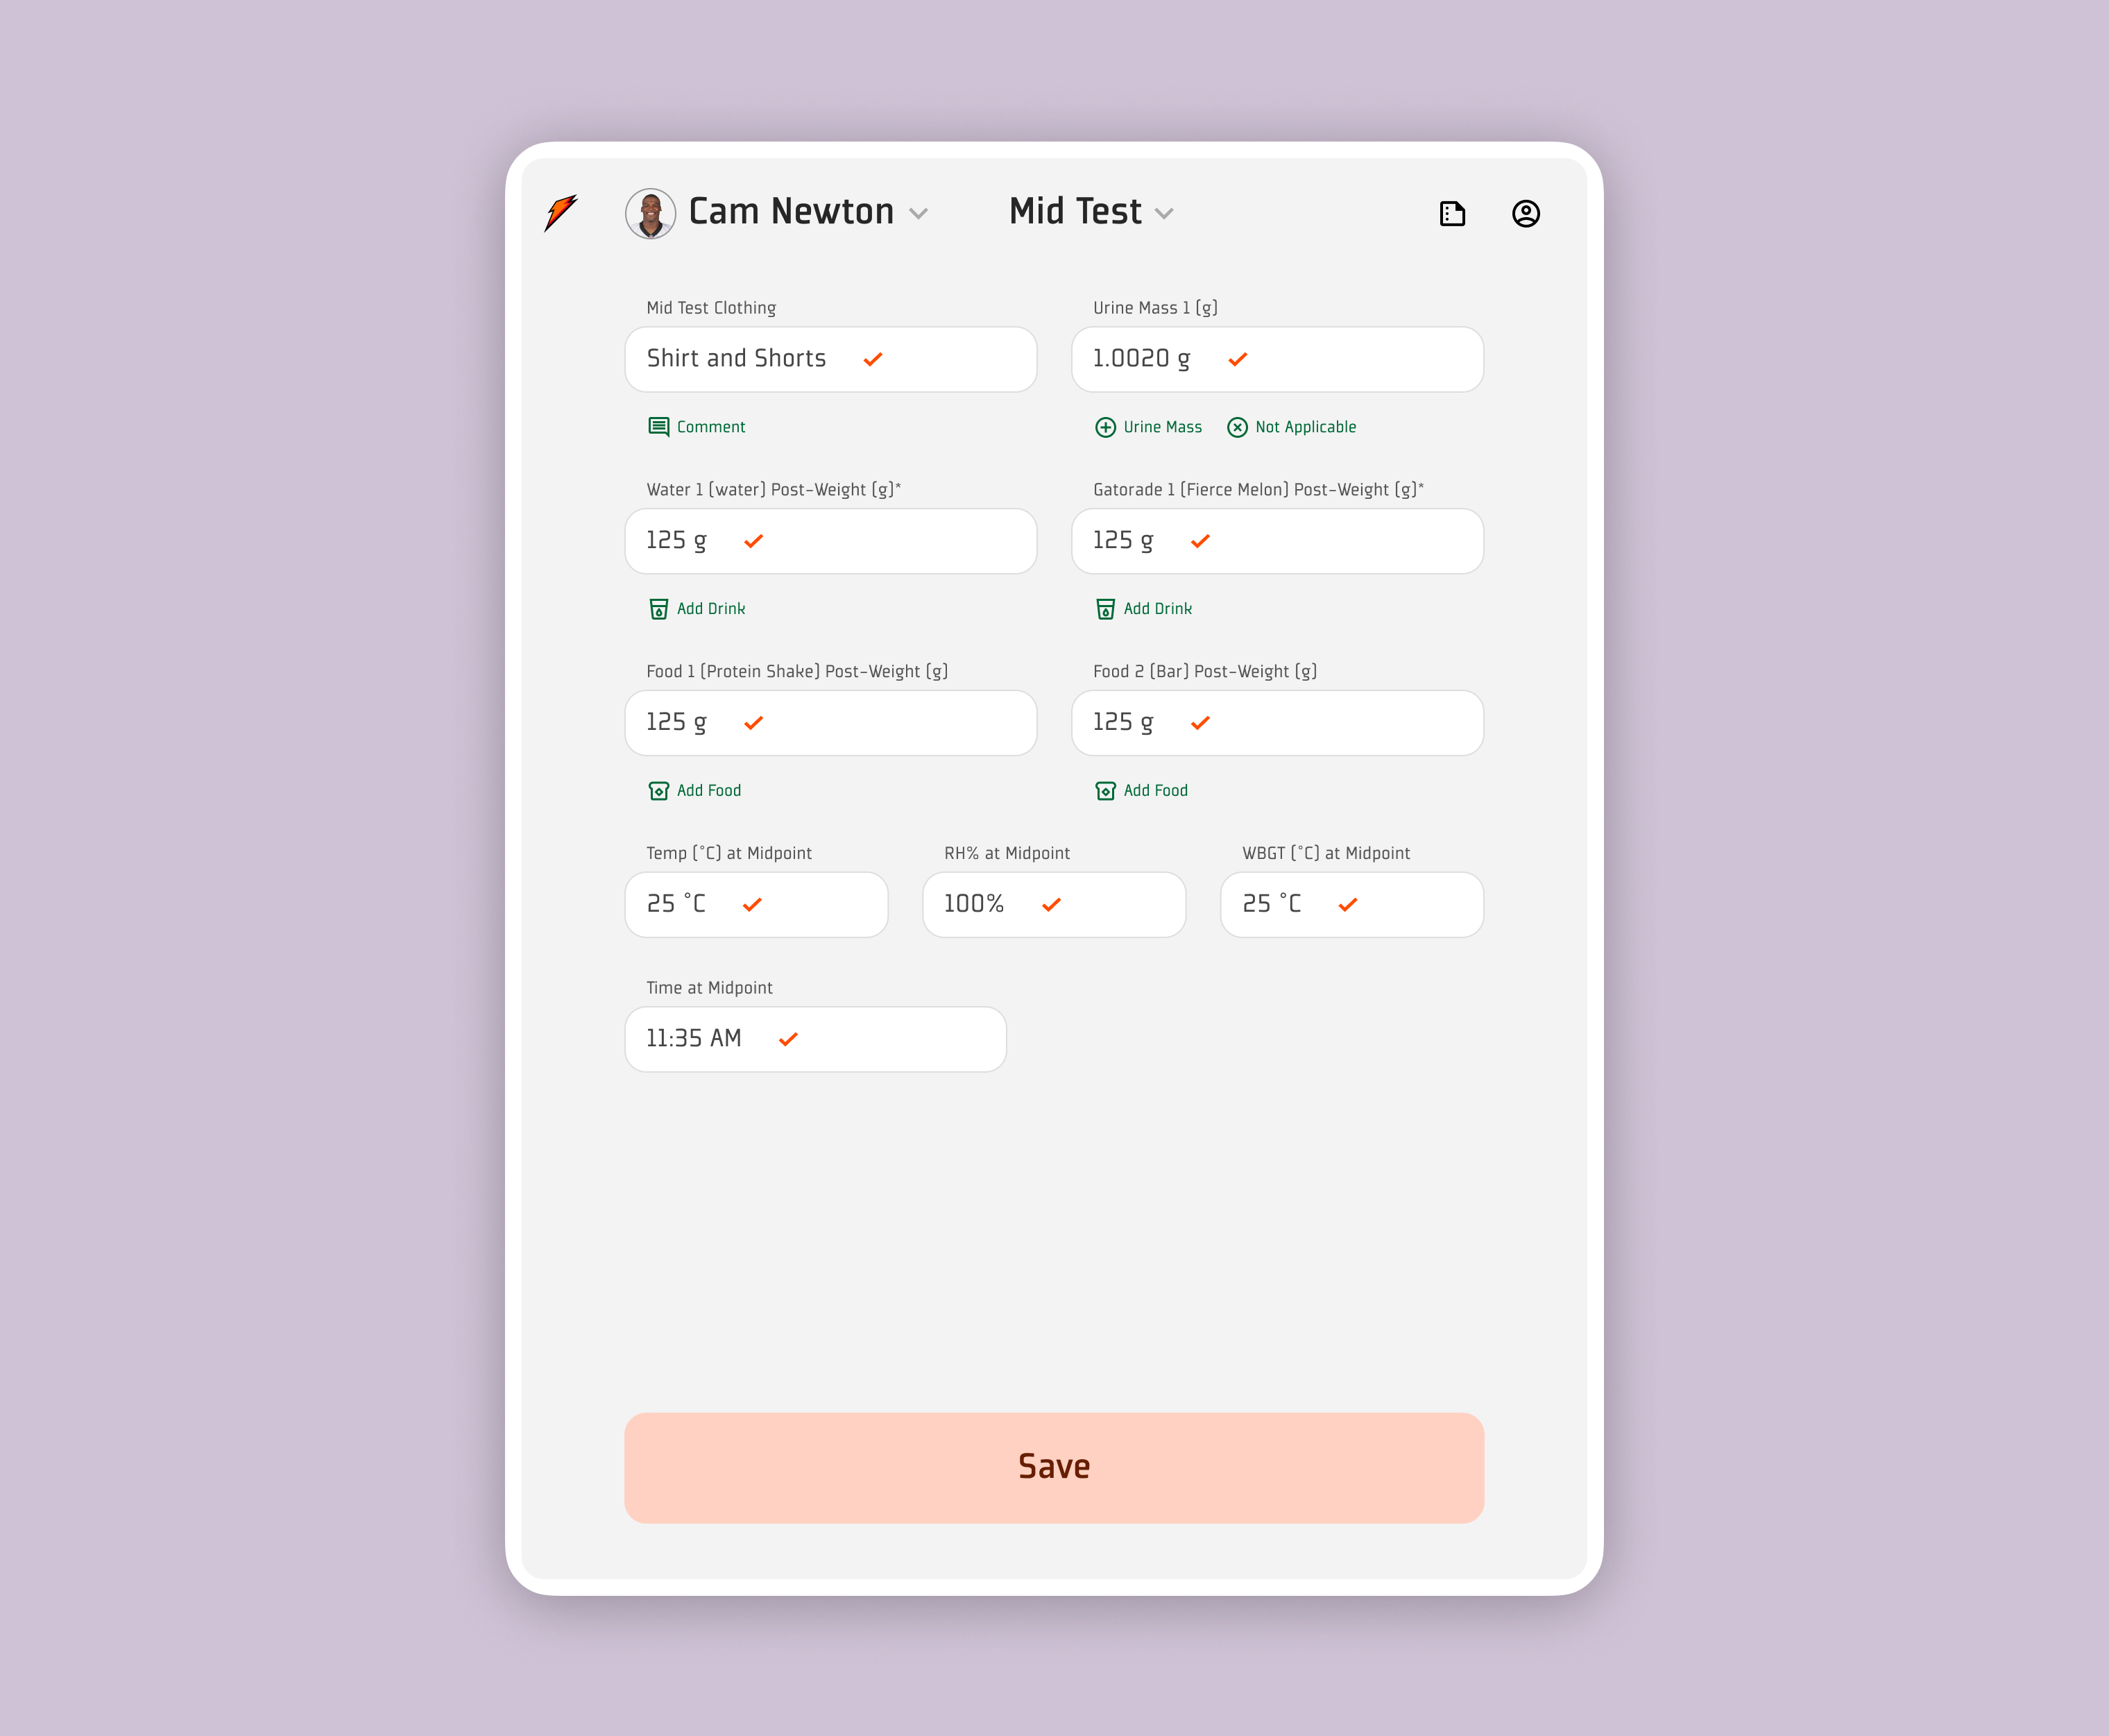 Cam Newton
Mid Test
Mid Test Clothing
Urine Mass 1 (g)
Shirt and Shorts
1.0020 g
Comment
Urine Mass
Not Applicable
Water 1 (water) Post-Weight (g)*
Gatorade 1 (Fierce Melon) Post-Weight (g)*
125 g
125 g
Add Drink
Add Drink
Food 1 (Protein Shake) Post-Weight (g)
Food 2 (Bar) Post-Weight (g)
125 g
125 g
Add Food
Add Food
Temp (°C) at Midpoint
RH% at Midpoint
WBGT (°C) at Midpoint
25 °C
100%
25 °C
Time at Midpoint
11:35 AM
Save